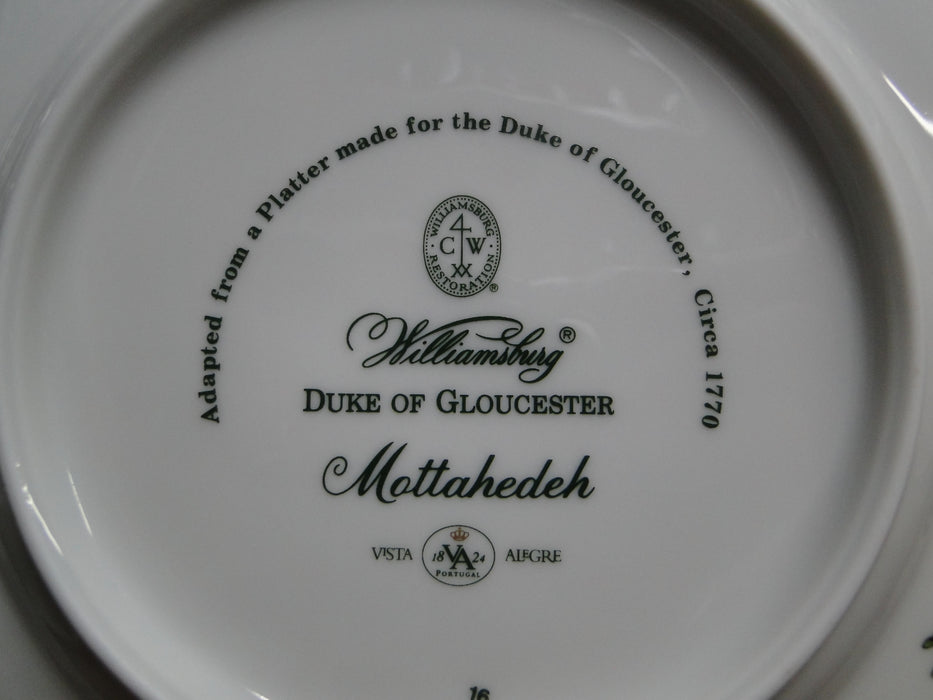 Adapted from a Platter made for the Duke of Gloucester, Circa 1770
WILLIAMSBURG
C W
RESTORATION ®
Williamsburg®
DUKE OF GLOUCESTER
Mottahedeh
VISTA 18 VA 24 ALEGRE
PORTUGAL
16